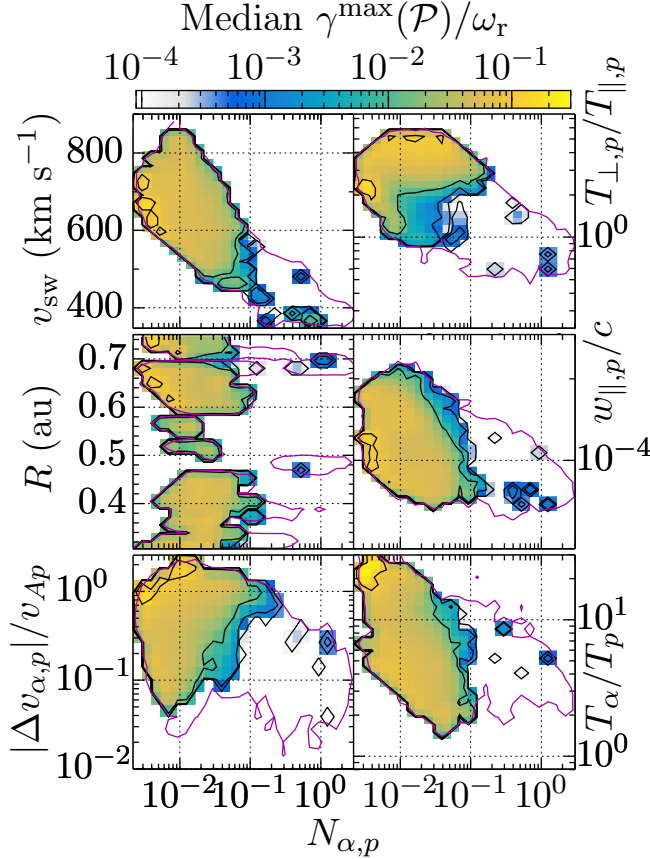 Median γ^max(𝒫)/ω_r
10^−4 10^−3 10^−2 10^−1
800
600
400
v_sw (km s^−1)
10^0
T_⊥,p/T_∥,p
0.7
0.6
0.5
0.4
R (au)
10^−4
w_∥,p/c
10^0
10^−1
10^−2
|Δv_α,p|/v_Ap
10^1
10^0
T_α/T_p
10^−2 10^−1 10^0 10^−2 10^−1 10^0
N_α,p